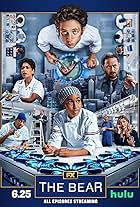 FX
THE BEAR
6.25
hulu
ALL EPISODES STREAMING